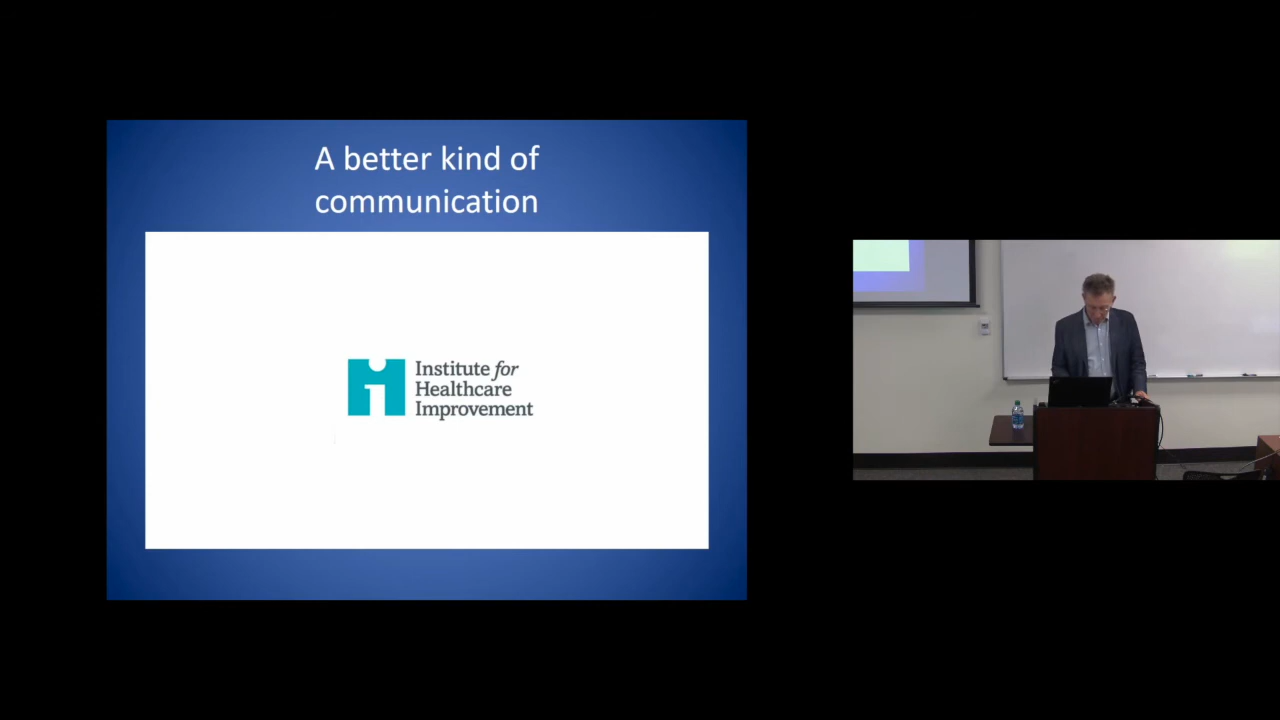 A better kind of
communication
Institute for
Healthcare
Improvement